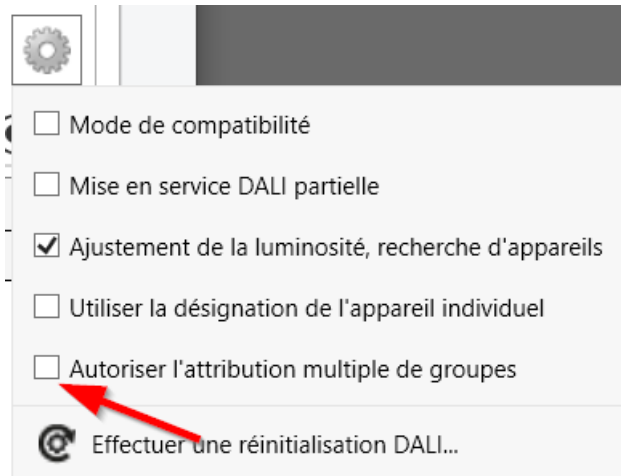 Mode de compatibilité
Mise en service DALI partielle
Ajustement de la luminosité, recherche d'appareils
Utiliser la désignation de l'appareil individuel
Autoriser l'attribution multiple de groupes
Effectuer une réinitialisation DALI...